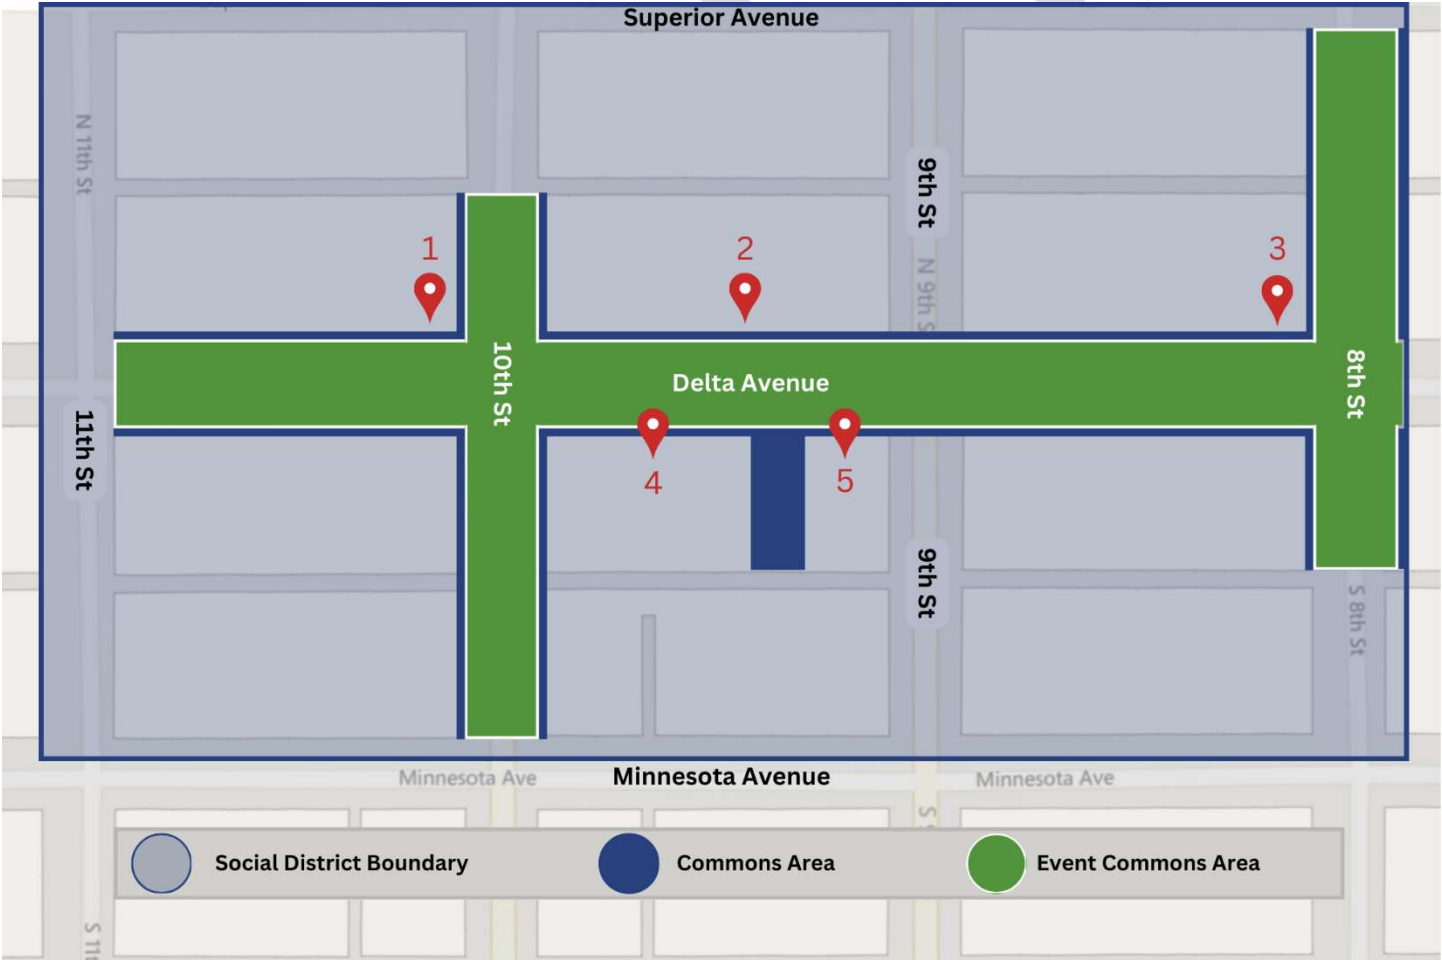 Superior Avenue
N 11th St
9th St
1
2
3
N 9th S
10th St
Delta Avenue
8th St
11th St
4
5
9th St
S 8th St
Minnesota Ave
Minnesota Avenue
Minnesota Ave
Social District Boundary
Commons Area
Event Commons Area
S 11t